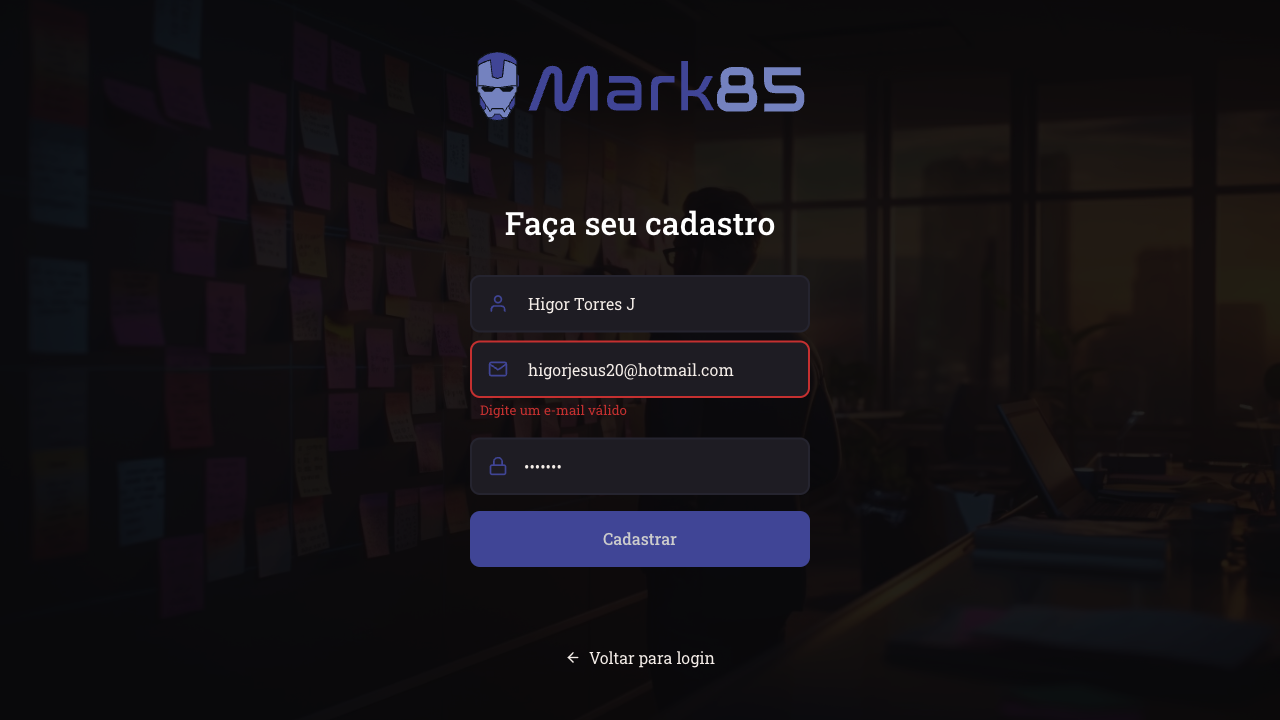 Mark85
Faça seu cadastro
Higor Torres J
higorjesus20@hotmail.com
Digite um e-mail válido
•••••••
Cadastrar
Voltar para login